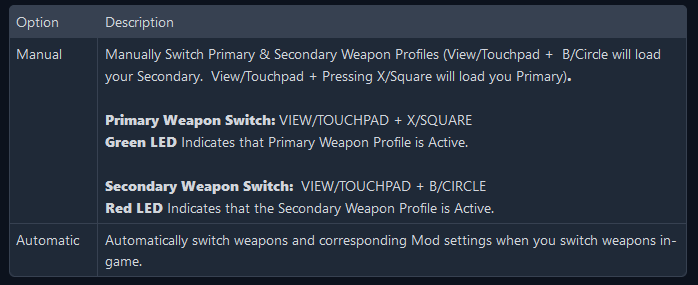 Option Description
Manual Manually Switch Primary & Secondary Weapon Profiles (View/Touchpad +  B/Circle will load
your Secondary.  View/Touchpad + Pressing X/Square will load you Primary).
Primary Weapon Switch: VIEW/TOUCHPAD + X/SQUARE
Green LED Indicates that Primary Weapon Profile is Active.
Secondary Weapon Switch:  VIEW/TOUCHPAD + B/CIRCLE
Red LED Indicates that the Secondary Weapon Profile is Active.
Automatic Automatically switch weapons and corresponding Mod settings when you switch weapons in-
game.